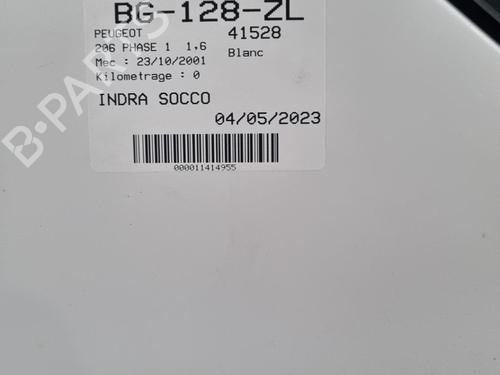 BG-128-ZL
PEUGEOT 41528
206 PHASE 1 1,6 Blanc
Mec : 23/10/2001
Kilometrage : 0
INDRA SOCCO
04/05/2023
000011414955
B-PARTS